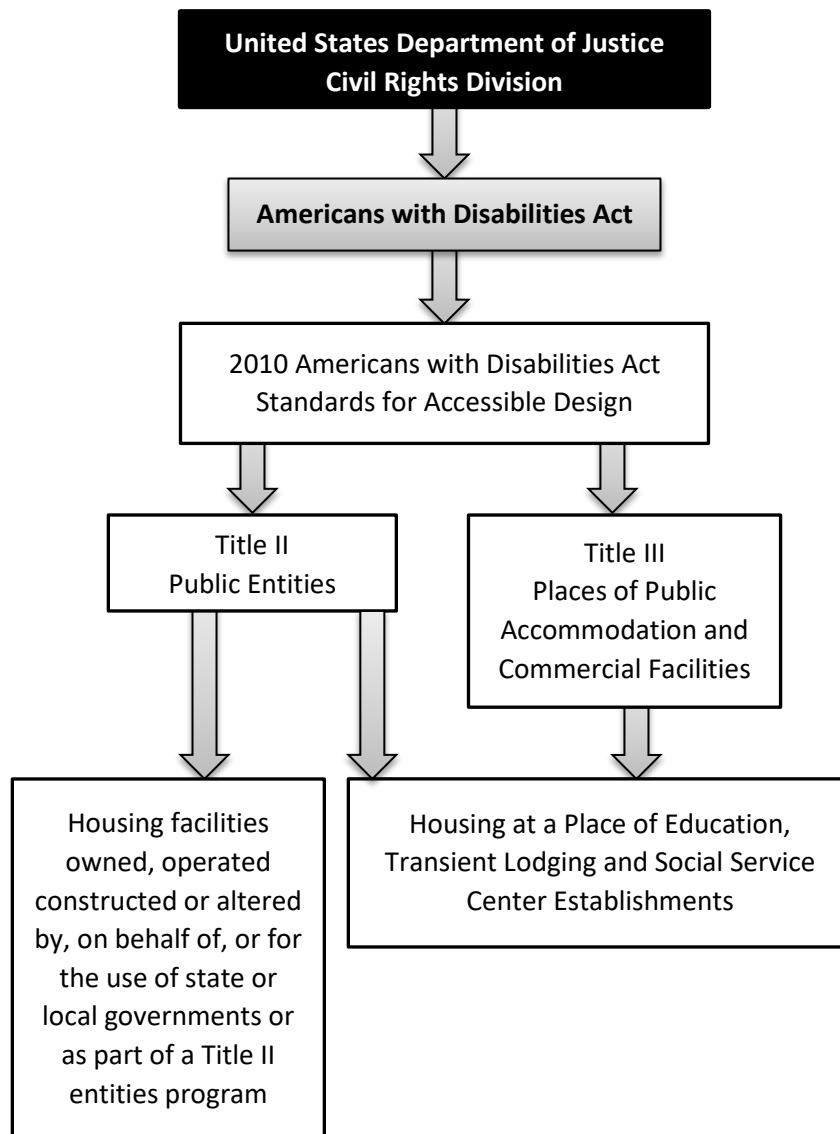 United States Department of Justice
Civil Rights Division
Americans with Disabilities Act
2010 Americans with Disabilities Act
Standards for Accessible Design
Title II
Public Entities
Title III
Places of Public
Accommodation and
Commercial Facilities
Housing facilities
owned, operated
constructed or altered
by, on behalf of, or for
the use of state or
local governments or
as part of a Title II
entities program
Housing at a Place of Education,
Transient Lodging and Social Service
Center Establishments